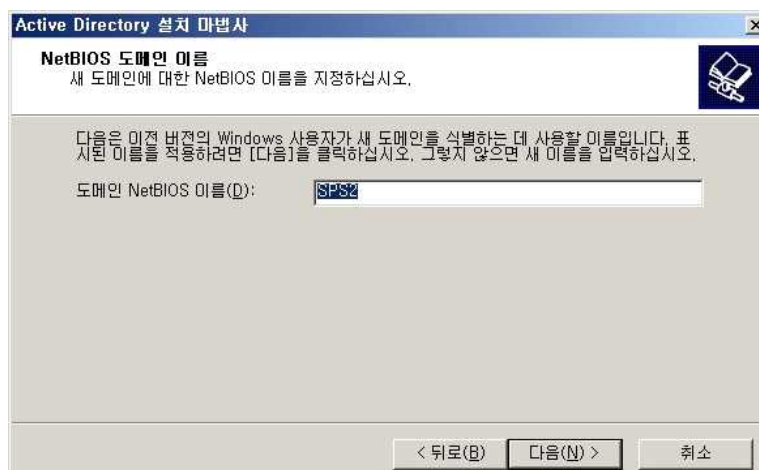 Active Directory 설치 마법사
NetBIOS 도메인 이름
새 도메인에 대한 NetBIOS 이름을 지정하십시오.
다음은 이전 버전의 Windows 사용자가 새 도메인을 식별하는 데 사용할 이름입니다. 표
시된 이름을 적용하려면 [다음]을 클릭하십시오. 그렇지 않으면 새 이름을 입력하십시오.
도메인 NetBIOS 이름(D): SPS2
< 뒤로(B) 다음(N) > 취소